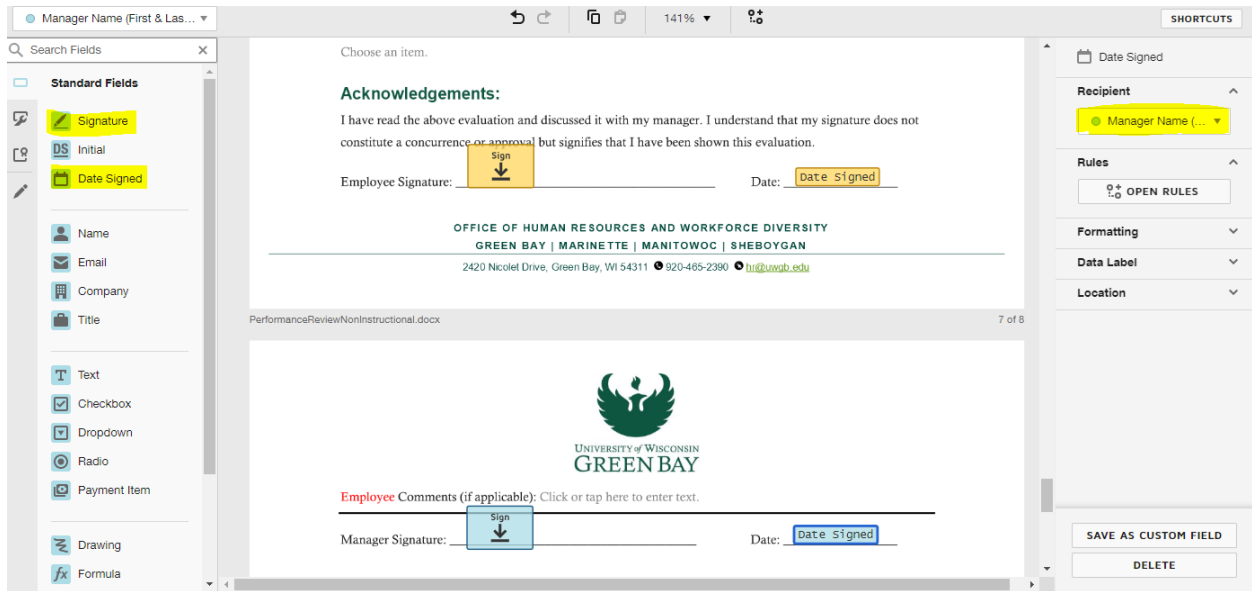 Manager Name (First & Las...
141%
SHORTCUTS
Search Fields
Standard Fields
Signature
DS Initial
Date Signed
Name
Email
Company
Title
T Text
Checkbox
Dropdown
Radio
Payment Item
Drawing
fx Formula
Choose an item.
Acknowledgements:
I have read the above evaluation and discussed it with my manager. I understand that my signature does not
constitute a concurrence or approval but signifies that I have been shown this evaluation.
Sign
Employee Signature: Date: Date Signed
OFFICE OF HUMAN RESOURCES AND WORKFORCE DIVERSITY
GREEN BAY | MARINETTE | MANITOWOC | SHEBOYGAN
2420 Nicolet Drive, Green Bay, WI 54311 920-465-2390 hr@uwgb.edu
PerformanceReviewNonInstructional.docx 7 of 8
UNIVERSITY of WISCONSIN
GREEN BAY
Employee Comments (if applicable): Click or tap here to enter text.
Sign
Manager Signature: Date: Date Signed
Date Signed
Recipient
Manager Name (...
Rules
OPEN RULES
Formatting
Data Label
Location
SAVE AS CUSTOM FIELD
DELETE